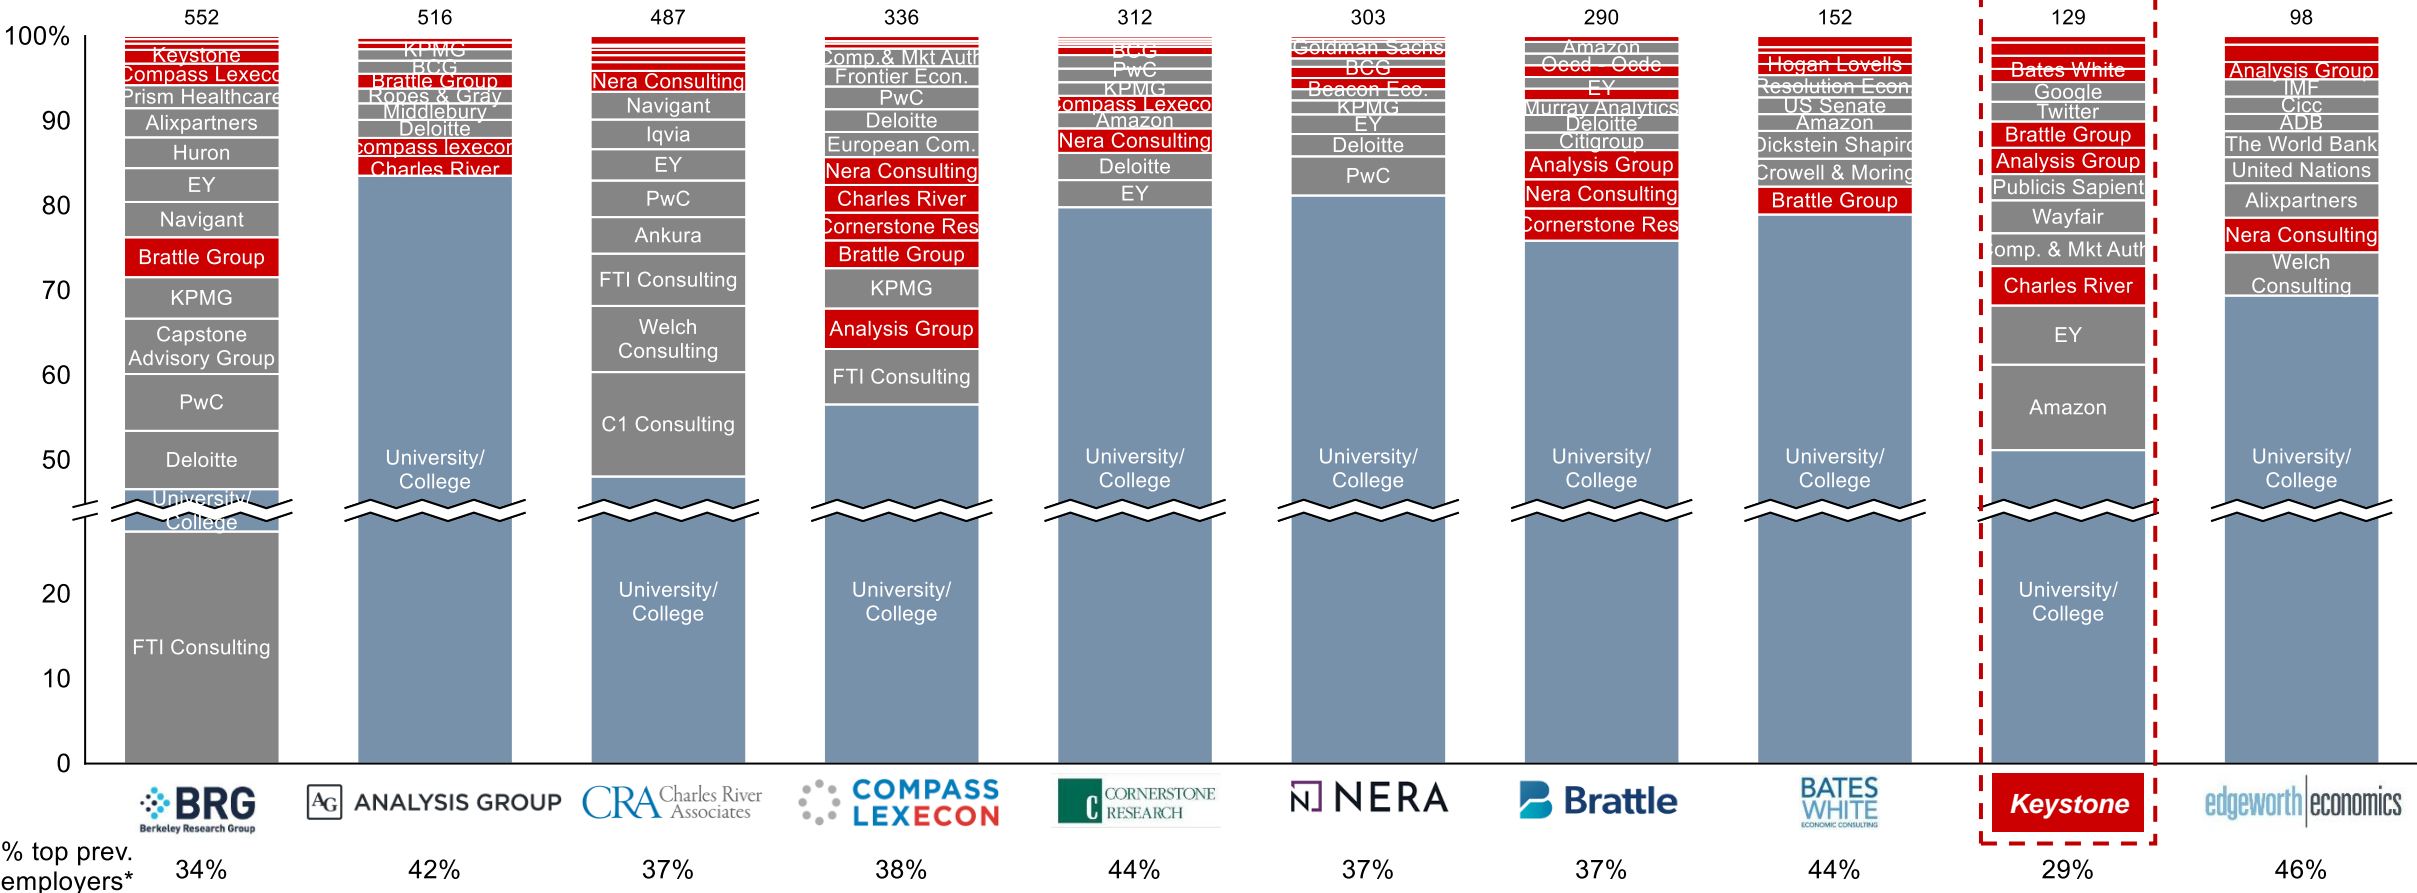 552
516
487
336
312
303
290
152
129
98
100%
90
80
70
60
50
20
10
0
Keystone
Compass Lexeco
Prism Healthcare
Alixpartners
Huron
EY
Navigant
Brattle Group
KPMG
Capstone
Advisory Group
PwC
Deloitte
University/
College
FTI Consulting
KPMG
BCG
Brattle Group
Ropes & Gray
Middlebury
Deloitte
compass lexecon
Charles River
University/
College
Nera Consulting
Navigant
Iqvia
EY
PwC
Ankura
FTI Consulting
Welch
Consulting
C1 Consulting
University/
College
Comp.& Mkt Auth
Frontier Econ.
PwC
Deloitte
European Com.
Nera Consulting
Charles River
Cornerstone Res
Brattle Group
KPMG
Analysis Group
FTI Consulting
University/
College
BCG
PwC
KPMG
Compass Lexeco
Amazon
Nera Consulting
Deloitte
EY
University/
College
Goldman Sachs
BCG
Beacon Eco.
KPMG
EY
Deloitte
PwC
University/
College
Amazon
Oecd - Ocde
EY
Murray Analytics
Deloitte
Citigroup
Analysis Group
Nera Consulting
Cornerstone Res
University/
College
Hogan Lovells
Resolution Econ.
US Senate
Amazon
Dickstein Shapiro
Crowell & Moring
Brattle Group
University/
College
Bates White
Google
Twitter
Brattle Group
Analysis Group
Publicis Sapient
Wayfair
Comp. & Mkt Auth
Charles River
EY
Amazon
University/
College
Analysis Group
IMF
Cicc
ADB
The World Bank
United Nations
Alixpartners
Nera Consulting
Welch
Consulting
University/
College
BRG
Berkeley Research Group
AG ANALYSIS GROUP
CRA Charles River
Associates
COMPASS
LEXECON
C CORNERSTONE
RESEARCH
N NERA
Brattle
BATES
WHITE
ECONOMIC CONSULTING
Keystone
edgeworth economics
% top prev.
employers*
34%
42%
37%
38%
44%
37%
37%
44%
29%
46%